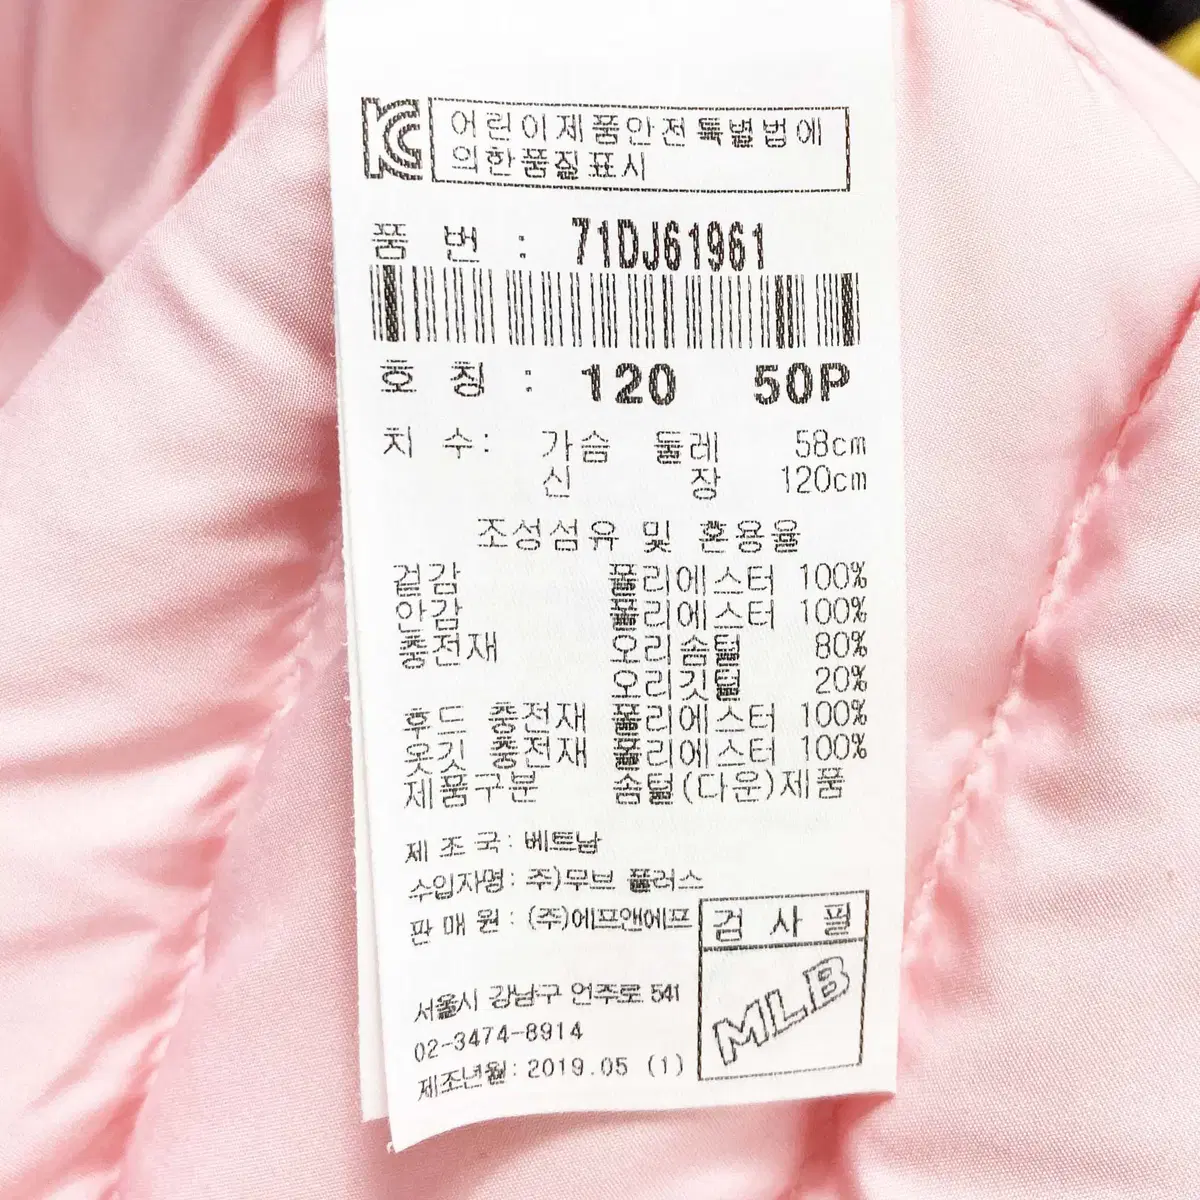 KC
어린이제품안전특별법에
의한품질표시
품 번 : 71DJ61961
호 칭 : 120 50P
치 수: 가슴 둘레 58cm
신 장 120cm
조성섬유 및 혼용율
겉감 폴리에스터 100%
안감 폴리에스터 100%
충전재 오리솜털 80%
오리깃털 20%
후드 충전재 폴리에스터 100%
옷깃 충전재 폴리에스터 100%
제품구분 솜털(다운)제품
제 조 국: 베트남
수입자명: 주)무브 플러스
판 매 원 : (주)에프앤에프
검 사 필
MLB
서울시 강남구 언주로 541
02-3474-8914
제조년월: 2019.05 (1)